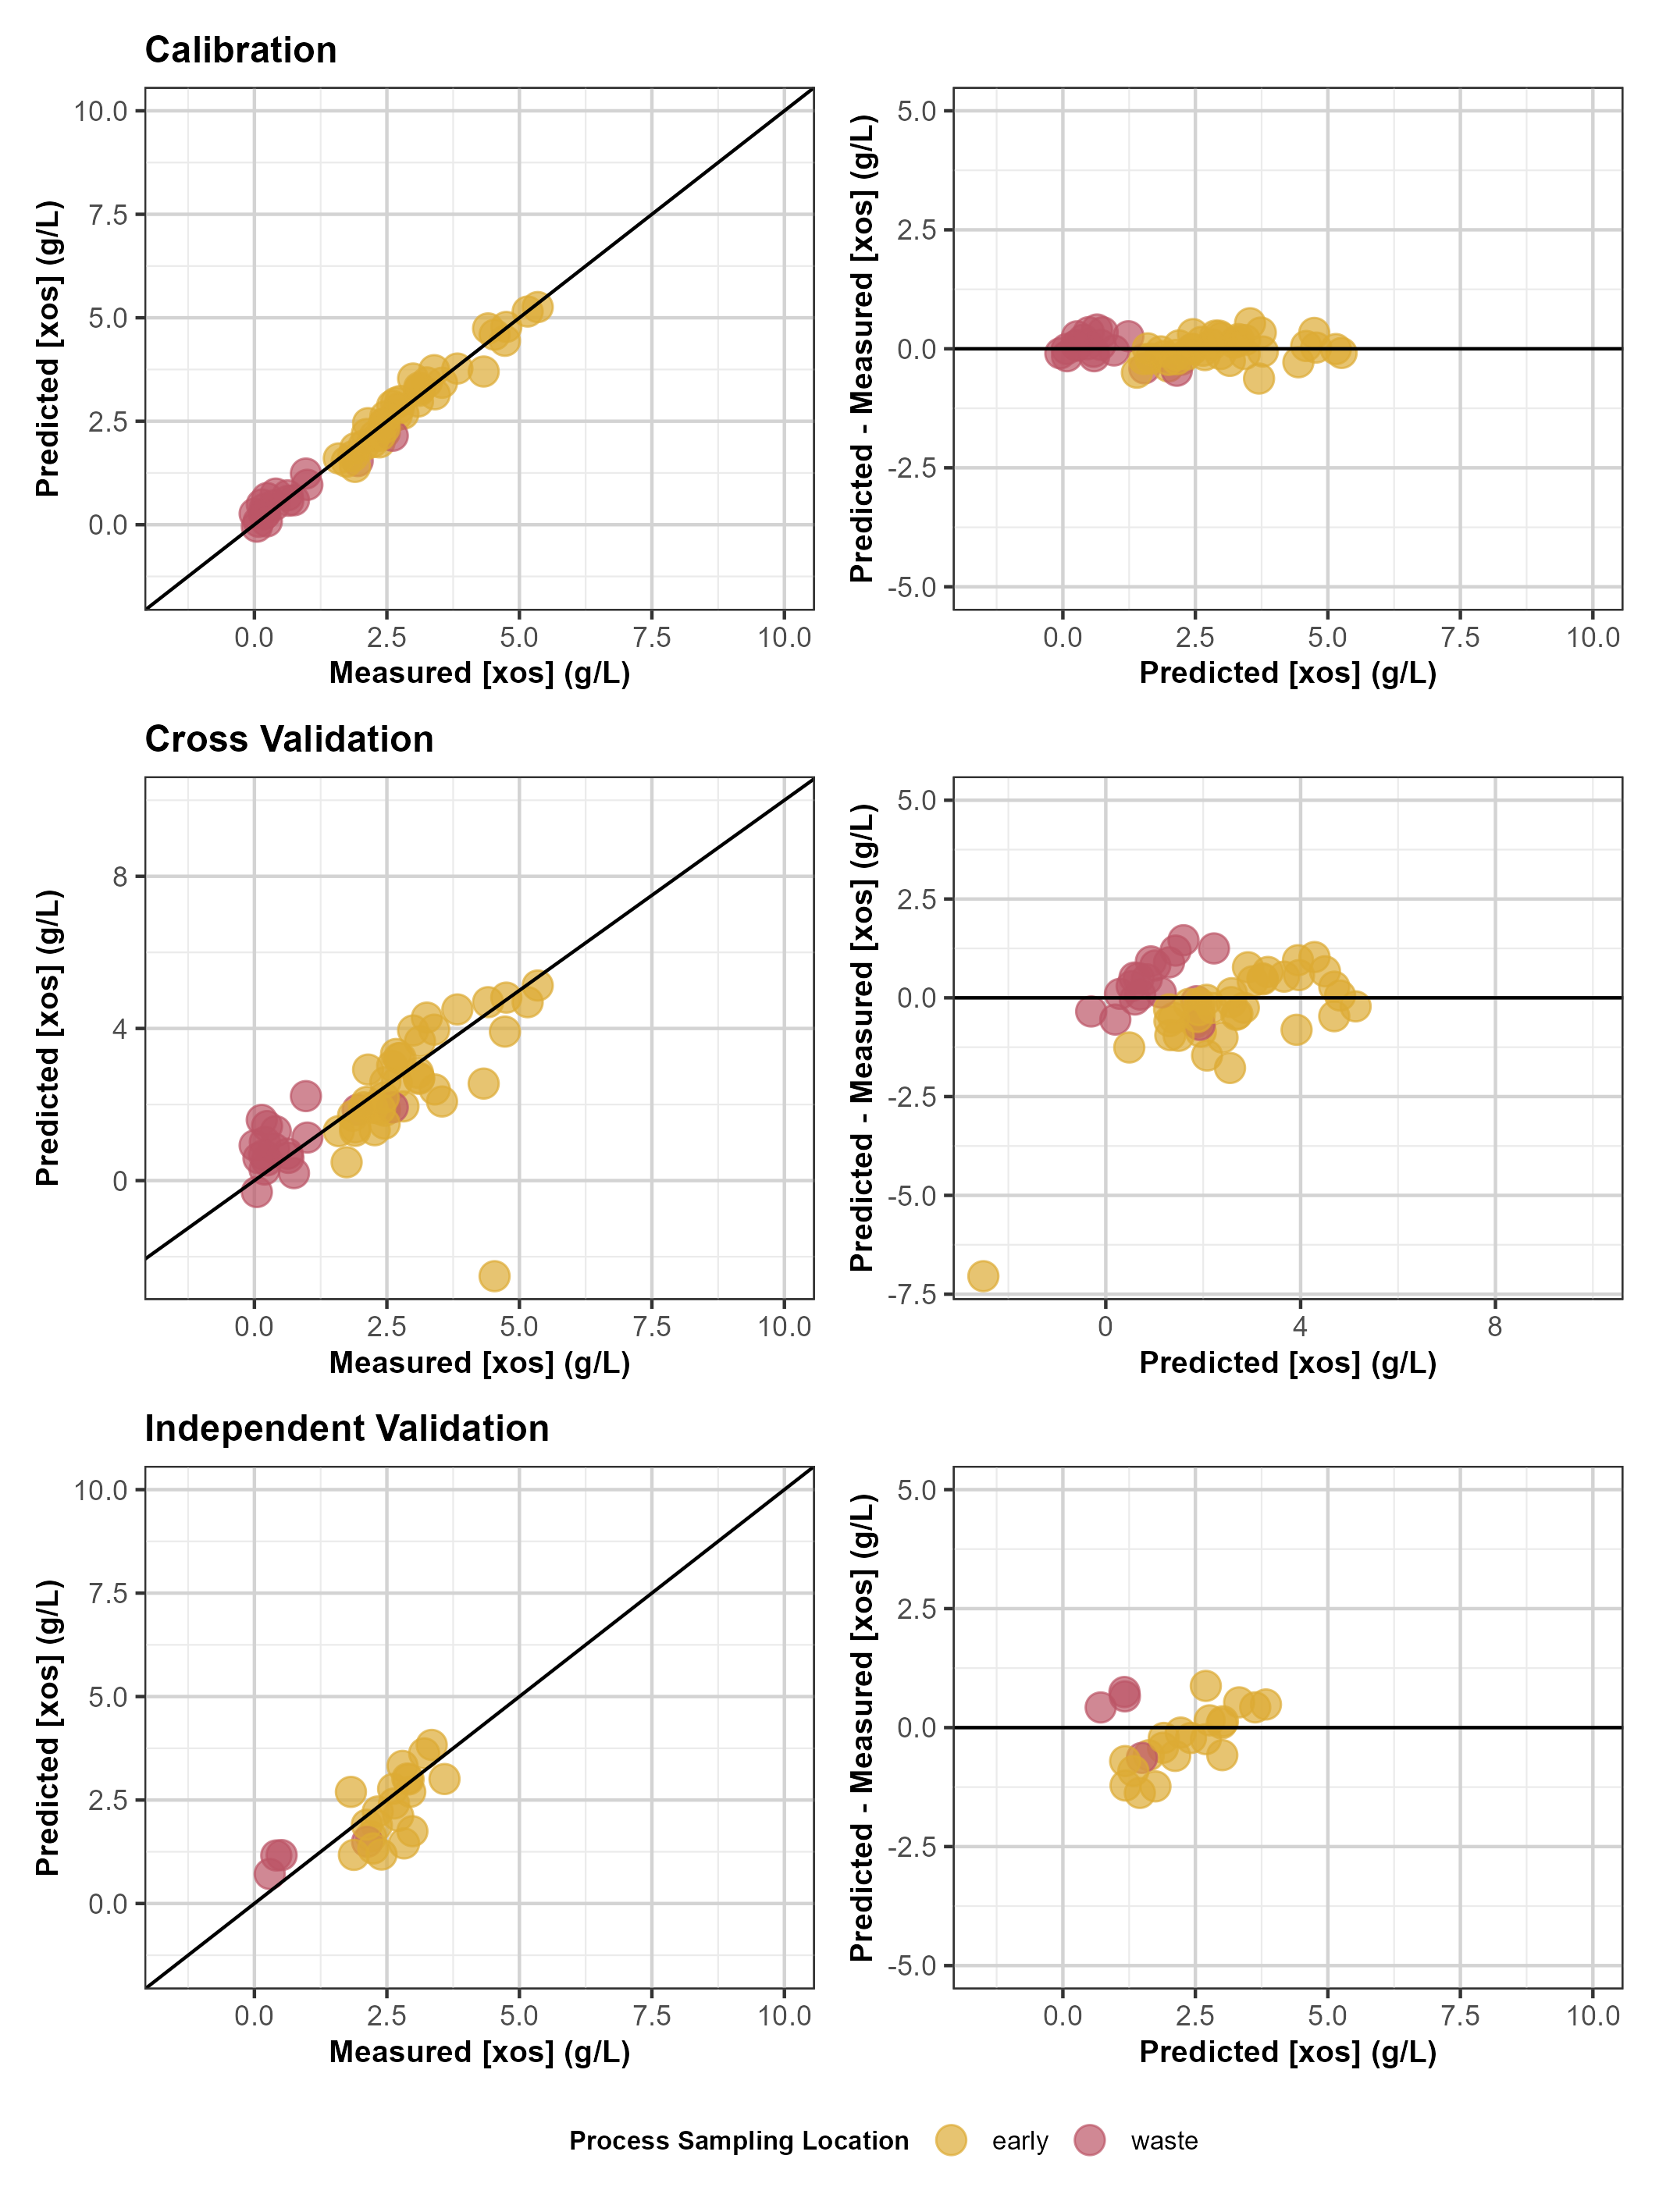 Calibration
Predicted [xos] (g/L)
10.0
7.5
5.0
2.5
0.0
0.0 2.5 5.0 7.5 10.0
Measured [xos] (g/L)
Predicted - Measured [xos] (g/L)
5.0
2.5
0.0
-2.5
-5.0
0.0 2.5 5.0 7.5 10.0
Predicted [xos] (g/L)
Cross Validation
Predicted [xos] (g/L)
8
4
0
0.0 2.5 5.0 7.5 10.0
Measured [xos] (g/L)
Predicted - Measured [xos] (g/L)
5.0
2.5
0.0
-2.5
-5.0
-7.5
0 4 8
Predicted [xos] (g/L)
Independent Validation
Predicted [xos] (g/L)
10.0
7.5
5.0
2.5
0.0
0.0 2.5 5.0 7.5 10.0
Measured [xos] (g/L)
Predicted - Measured [xos] (g/L)
5.0
2.5
0.0
-2.5
-5.0
0.0 2.5 5.0 7.5 10.0
Predicted [xos] (g/L)
Process Sampling Location early waste